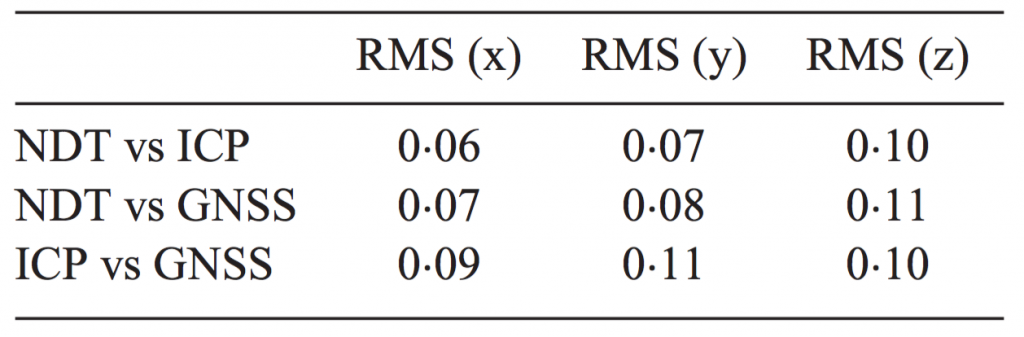 RMS (x) RMS (y) RMS (z)
NDT vs ICP 0·06 0·07 0·10
NDT vs GNSS 0·07 0·08 0·11
ICP vs GNSS 0·09 0·11 0·10